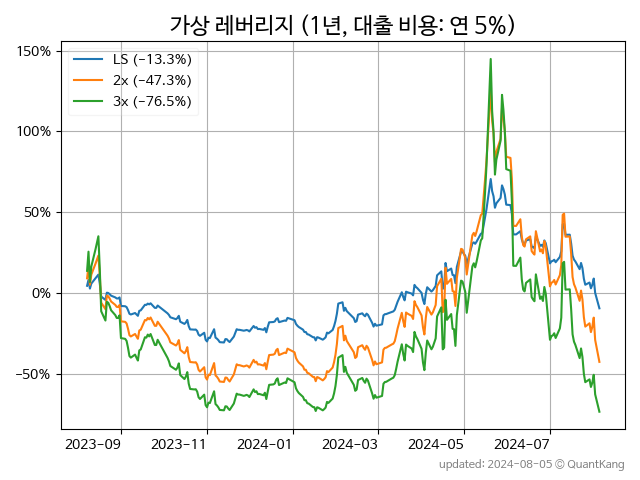 가상 레버리지 (1년, 대출 비용: 연 5%)
LS (−13.3%)
2x (−47.3%)
3x (−76.5%)
150%
100%
50%
0%
−50%
2023-09 2023-11 2024-01 2024-03 2024-05 2024-07
updated: 2024-08-05 © QuantKang